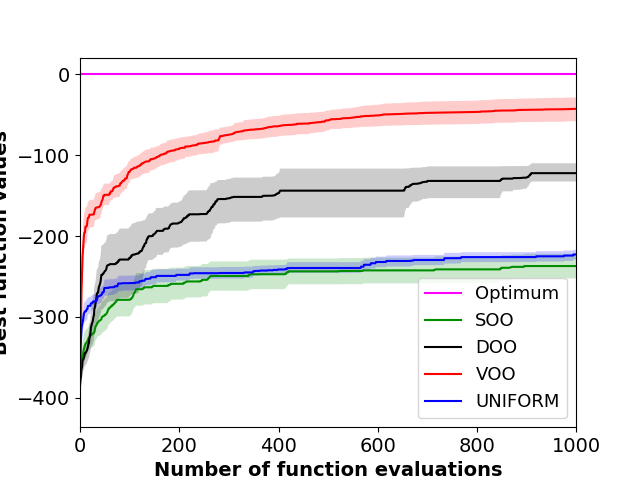 0
−100
−200
−300
−400
Best function values
0
200
400
600
800
1000
Number of function evaluations
Optimum
SOO
DOO
VOO
UNIFORM